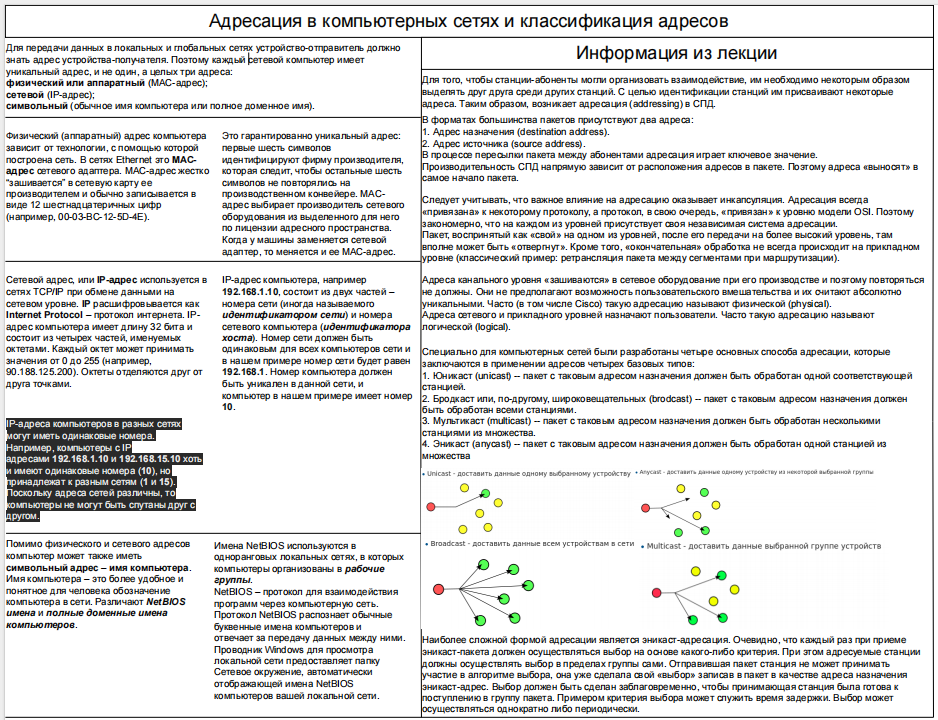 Адресация в компьютерных сетях и классификация адресов
Для передачи данных в локальных и глобальных сетях устройство-отправитель должно
знать адрес устройства-получателя. Поэтому каждый сетевой компьютер имеет
уникальный адрес, и не один, а целых три адреса:
физический или аппаратный (MAC-адрес);
сетевой (IP-адрес);
символьный (обычное имя компьютера или полное доменное имя).
Физический (аппаратный) адрес компьютера
зависит от технологии, с помощью которой
построена сеть. В сетях Ethernet это MAC-
адрес сетевого адаптера. MAC-адрес жестко
"зашивается" в сетевую карту ее
производителем и обычно записывается в
виде 12 шестнадцатеричных цифр
(например, 00-03-BC-12-5D-4E).
Это гарантированно уникальный адрес:
первые шесть символов
идентифицируют фирму производителя,
которая следит, чтобы остальные шесть
символов не повторялись на
производственном конвейере. MAC-
адрес выбирает производитель сетевого
оборудования из выделенного для него
по лицензии адресного пространства.
Когда у машины заменяется сетевой
адаптер, то меняется и ее MAC-адрес.
Сетевой адрес, или IP-адрес используется в
сетях TCP/IP при обмене данными на
сетевом уровне. IP расшифровывается как
Internet Protocol – протокол интернета. IP-
адрес компьютера имеет длину 32 бита и
состоит из четырех частей, именуемых
октетами. Каждый октет может принимать
значения от 0 до 255 (например,
90.188.125.200). Октеты отделяются друг от
друга точками.
IP-адреса компьютеров в разных сетях
могут иметь одинаковые номера.
Например, компьютеры с IP
адресами 192.168.1.10 и 192.168.15.10 хоть
и имеют одинаковые номера (10), но
принадлежат к разным сетям (1 и 15).
Поскольку адреса сетей различны, то
компьютеры не могут быть спутаны друг с
другом.
IP-адрес компьютера, например
192.168.1.10, состоит из двух частей –
номера сети (иногда называемого
идентификатором сети) и номера
сетевого компьютера (идентификатора
хоста). Номер сети должен быть
одинаковым для всех компьютеров сети и
в нашем примере номер сети будет равен
192.168.1. Номер компьютера должен
быть уникален в данной сети, и
компьютер в нашем примере имеет номер
10.
Помимо физического и сетевого адресов
компьютер может также иметь
символьный адрес – имя компьютера.
Имя компьютера – это более удобное и
понятное для человека обозначение
компьютера в сети. Различают NetBIOS
имена и полные доменные имена
компьютеров.
Имена NetBIOS используются в
одноранговых локальных сетях, в которых
компьютеры организованы в рабочие
группы.
NetBIOS – протокол для взаимодействия
программ через компьютерную сеть.
Протокол NetBIOS распознает обычные
буквенные имена компьютеров и
отвечает за передачу данных между ними.
Проводник Windows для просмотра
локальной сети предоставляет папку
Сетевое окружение, автоматически
отображающей имена NetBIOS
компьютеров вашей локальной сети.
Информация из лекции
Для того, чтобы станции-абоненты могли организовать взаимодействие, им необходимо некоторым образом
выделять друг друга среди других станций. С целью идентификации станций им присваивают некоторые
адреса. Таким образом, возникает адресация (addressing) в СПД.
В форматах большинства пакетов присутствуют два адреса:
1. Адрес назначения (destination address).
2. Адрес источника (source address).
В процессе пересылки пакета между абонентами адресация играет ключевое значение.
Производительность СПД напрямую зависит от расположения адресов в пакете. Поэтому адреса «выносят» в
самое начало пакета.
Следует учитывать, что важное влияние на адресацию оказывает инкапсуляция. Адресация всегда
«привязана» к некоторому протоколу, а протокол, в свою очередь, «привязан» к уровню модели OSI. Поэтому
закономерно, что на каждом из уровней присутствует своя независимая система адресации.
Пакет, воспринятый как «свой» на одном из уровней, после его передачи на более высокий уровень, там
вполне может быть «отвергнут». Кроме того, «окончательная» обработка не всегда происходит на прикладном
уровне (классический пример: ретрансляция пакета между сегментами при маршрутизации).
Адреса канального уровня «зашиваются» в сетевое оборудование при его производстве и поэтому повторяться
не должны. Они не предполагают возможность пользовательского вмешательства и их считают абсолютно
уникальными. Часто (в том числе Cisco) такую адресацию называют физической (physical).
Адреса сетевого и прикладного уровней назначают пользователи. Часто такую адресацию называют
логической (logical).
Специально для компьютерных сетей были разработаны четыре основных способа адресации, которые
заключаются в применении адресов четырех базовых типов:
1. Юникаст (unicast) -- пакет с таковым адресом назначения должен быть обработан одной соответствующей
станцией.
2. Бродкаст или, по-другому, широковещательных (brodcast) -- пакет с таковым адресом назначения должен
быть обработан всеми станциями.
3. Мультикаст (multicast) -- пакет с таковым адресом назначения должен быть обработан несколькими
станциями из множества.
4. Эникаст (anycast) -- пакет с таковым адресом назначения должен быть обработан одной станцией из
множества
• Unicast - доставить данные одному выбранному устройству
• Anycast - доставить данные одному устройству из некоторой выбранной группы
• Broadcast - доставить данные всем устройствам в сети
• Multicast - доставить данные выбранной группе устройств
Наиболее сложной формой адресации является эникаст-адресация. Очевидно, что каждый раз при приеме
эникаст-пакета должен осуществляться выбор на основе какого-либо критерия. При этом адресуемые станции
должны осуществлять выбор в пределах группы сами. Отправившая пакет станция не может принимать
участие в алгоритме выбора, она уже сделала свой «выбор» записав в пакет в качестве адреса назначения
эникаст-адрес. Выбор должен быть сделан заблаговременно, чтобы принимающая станция была готова к
поступлению в группу пакета. Примером критерия выбора может служить время задержки. Выбор может
осуществляться однократно либо периодически.